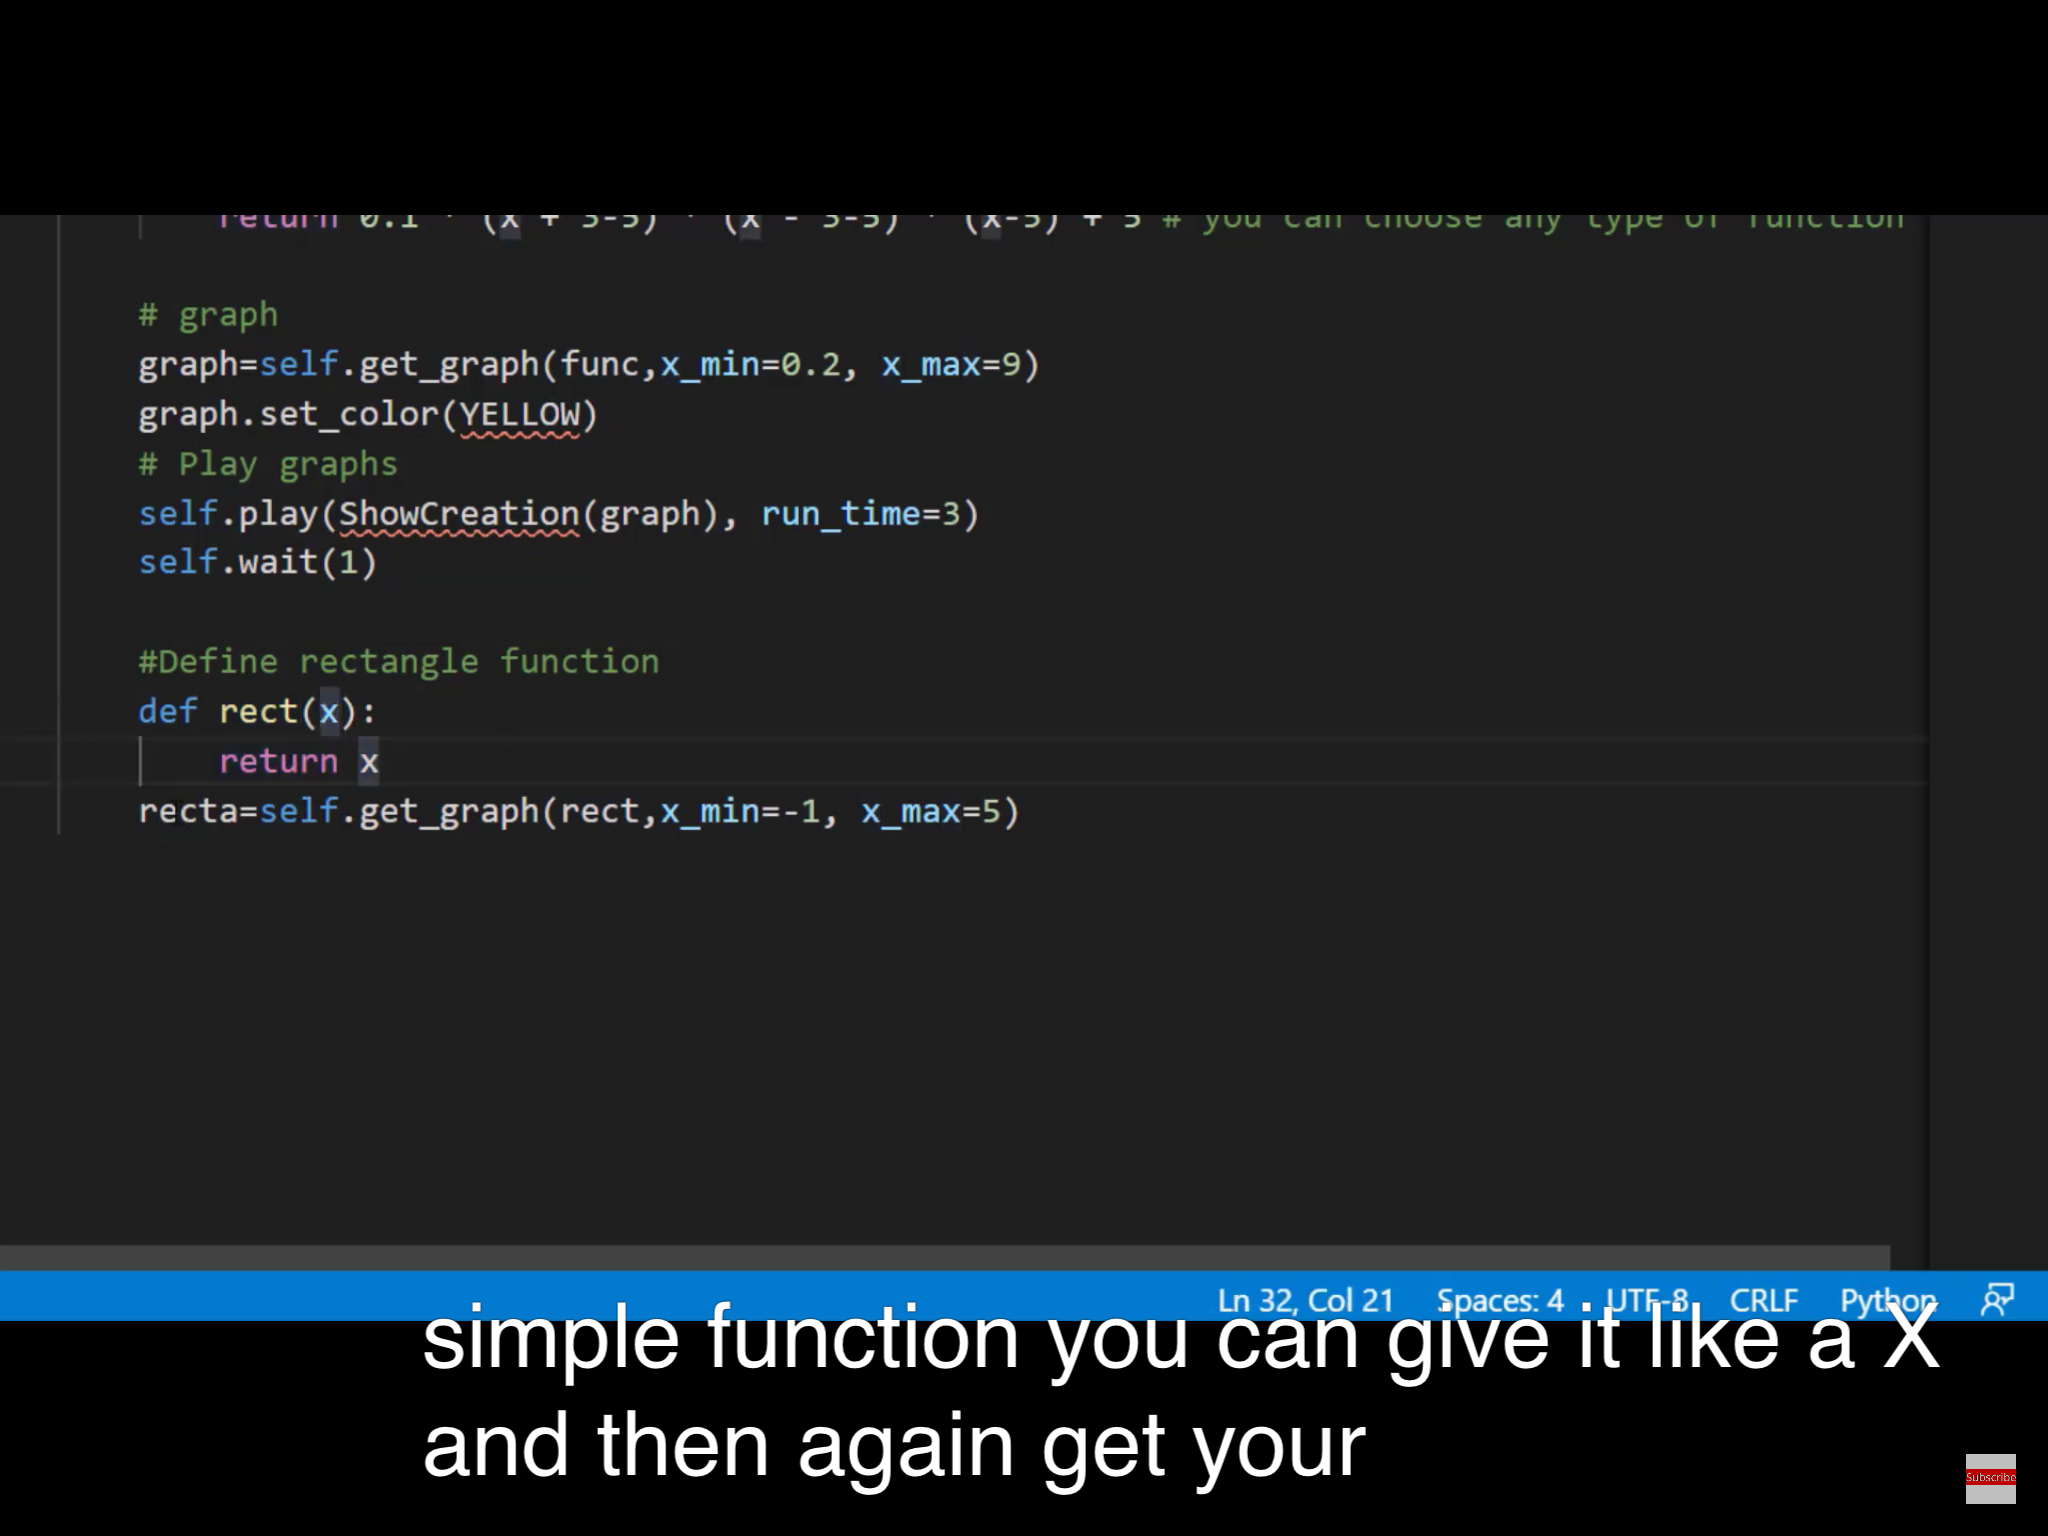 return 0.1 * (x + 3-5) * (x - 3-5) * (x-5) + 5 # you can choose any type of function
# graph
graph=self.get_graph(func,x_min=0.2, x_max=9)
graph.set_color(YELLOW)
# Play graphs
self.play(ShowCreation(graph), run_time=3)
self.wait(1)
#Define rectangle function
def rect(x):
return x
recta=self.get_graph(rect,x_min=-1, x_max=5)
Ln 32, Col 21 Spaces: 4 UTF-8 CRLF Python
simple function you can give it like a X
and then again get your
Subscribe